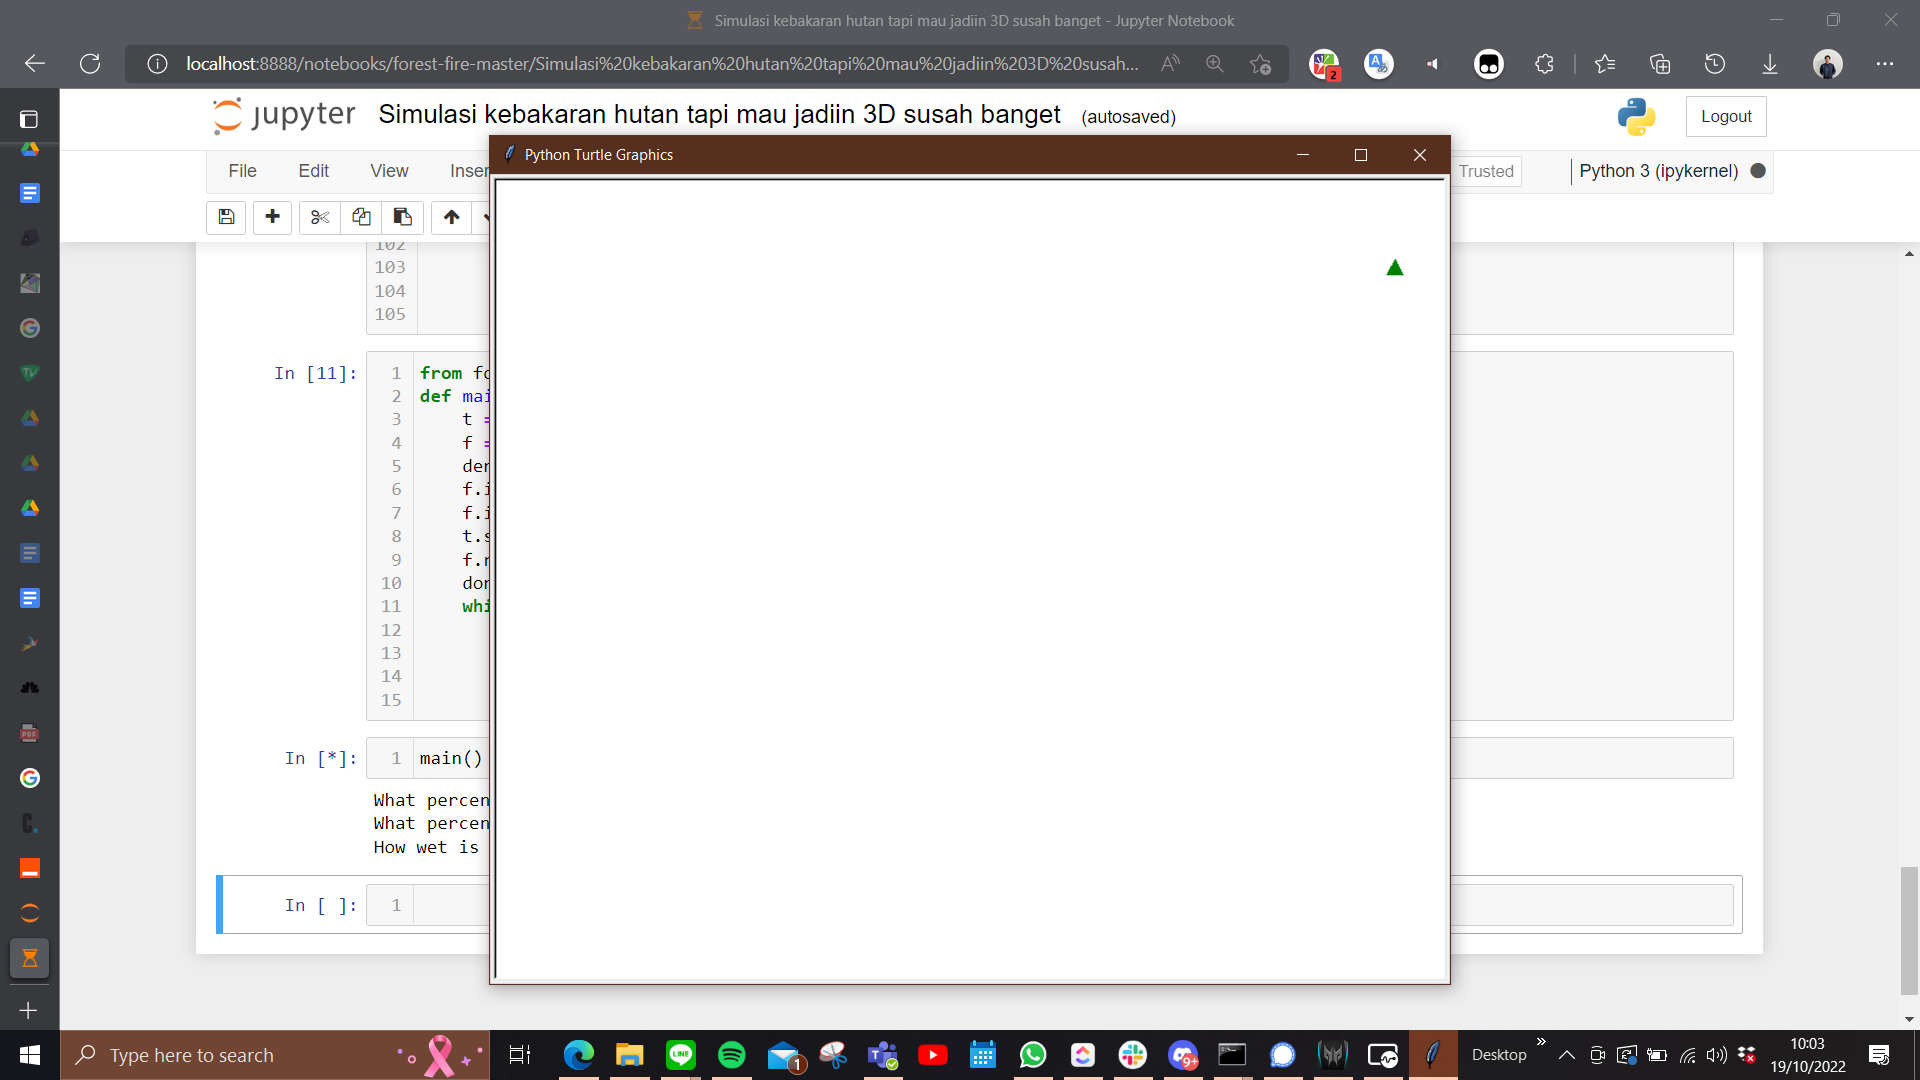 Simulasi kebakaran hutan tapi mau jadiin 3D susah banget - Jupyter Notebook
localhost:8888/notebooks/forest-fire-master/Simulasi%20kebakaran%20hutan%20tapi%20mau%20jadiin%203D%20susah...
2
jupyter Simulasi kebakaran hutan tapi mau jadiin 3D susah banget (autosaved)
Logout
Python Turtle Graphics
File Edit View Inser
Trusted
Python 3 (ipykernel)
102
103
104
105
In [11]:
1 from fo
2 def mai
3 t =
4 f =
5 der
6 f.i
7 f.i
8 t.s
9 f.r
10 dor
11 whi
12
13
14
15
In [*]: 1 main()
What percen
What percen
How wet is
In [ ]: 1
PDF
Type here to search
LINE
1
9+
Desktop
10:03
19/10/2022